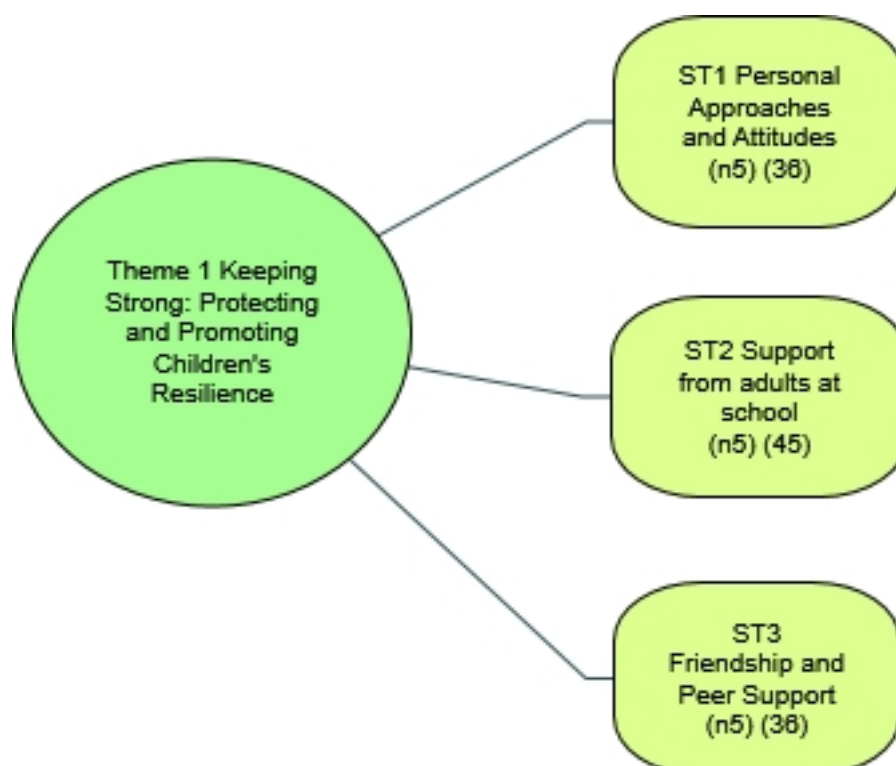 Theme 1 Keeping
Strong: Protecting
and Promoting
Children's
Resilience
ST1 Personal
Approaches
and Attitudes
(n5) (36)
ST2 Support
from adults at
school
(n5) (45)
ST3
Friendship and
Peer Support
(n5) (36)